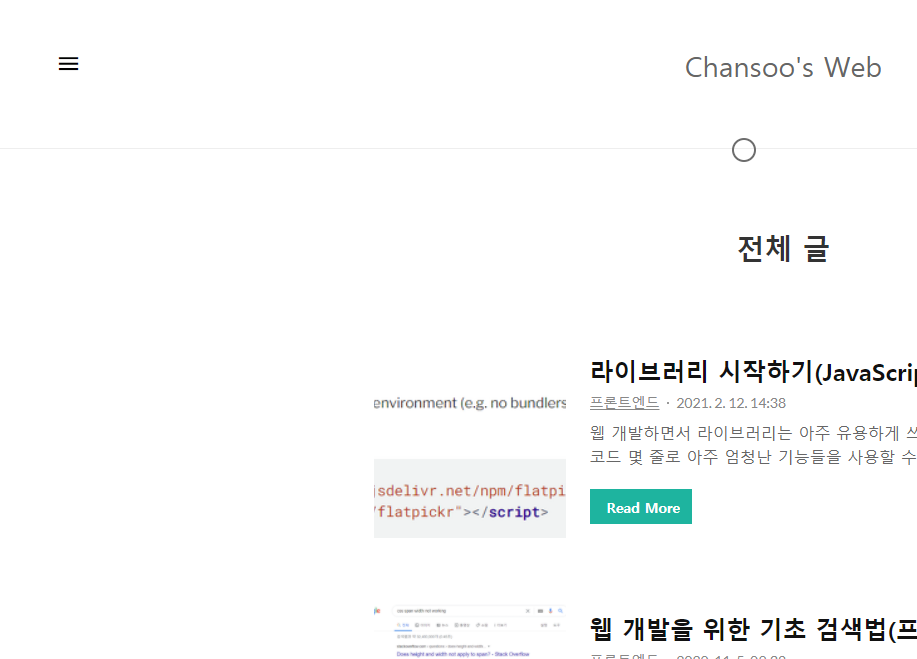 Chansoo's Web
전체 글
라이브러리 시작하기(JavaScrip
프론트엔드 · 2021. 2. 12. 14:38
웹 개발하면서 라이브러리는 아주 유용하게 쓰
코드 몇 줄로 아주 엄청난 기능들을 사용할 수
Read More
environment (e.g. no bundlers
jsdelivr.net/npm/flatpi
/flatpickr"></script>
웹 개발을 위한 기초 검색법(프
css span width not working
Does height and width not apply to span? - Stack Overflow